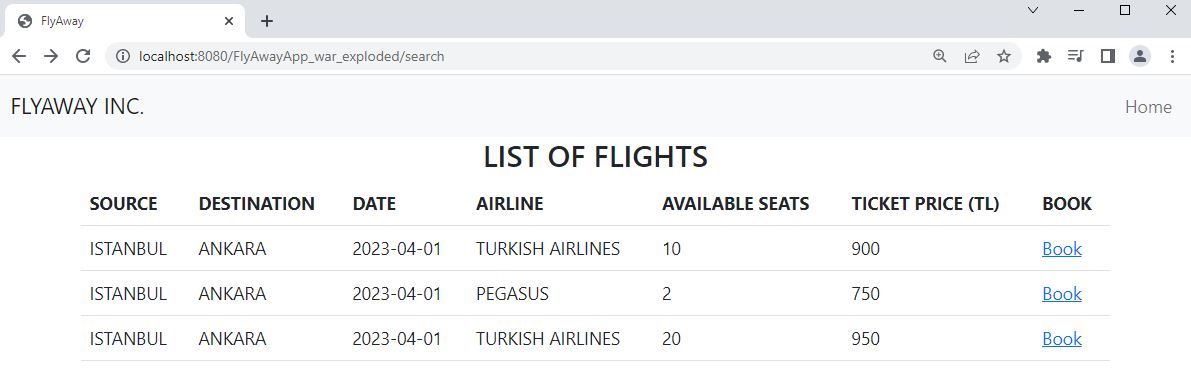 FlyAway
localhost:8080/FlyAwayApp_war_exploded/search
FLYAWAY INC. Home
LIST OF FLIGHTS
SOURCE DESTINATION DATE AIRLINE AVAILABLE SEATS TICKET PRICE (TL) BOOK
ISTANBUL ANKARA 2023-04-01 TURKISH AIRLINES 10 900 Book
ISTANBUL ANKARA 2023-04-01 PEGASUS 2 750 Book
ISTANBUL ANKARA 2023-04-01 TURKISH AIRLINES 20 950 Book